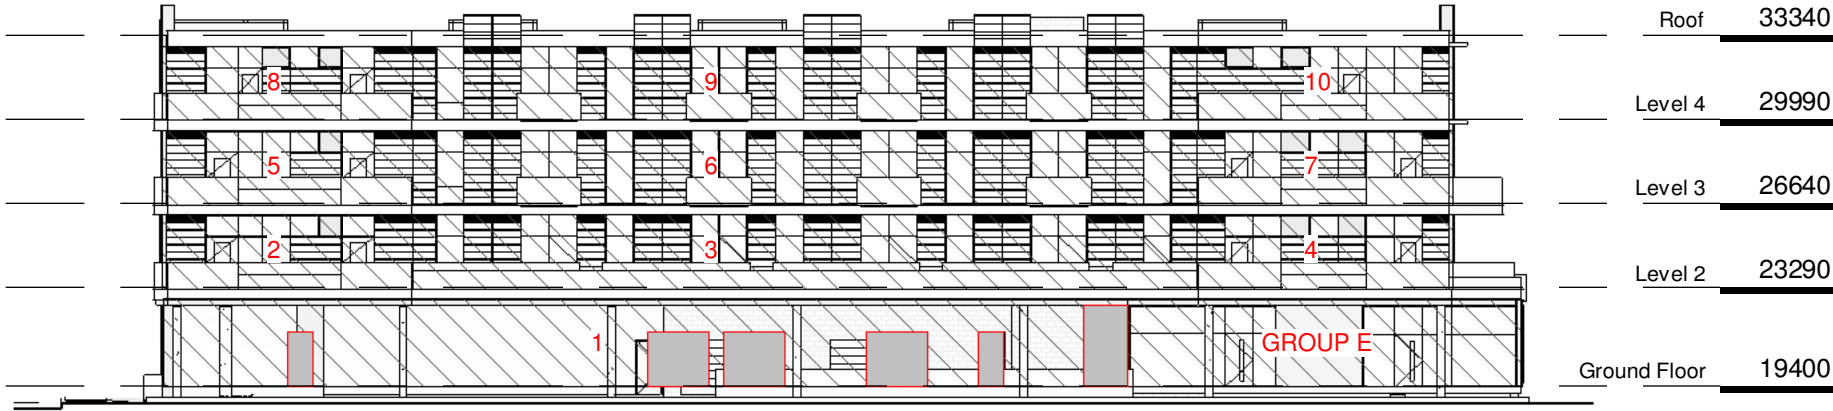 Roof 33340
8 9 10
Level 4 29990
5 6 7
Level 3 26640
2 3 4
Level 2 23290
1 GROUP E
Ground Floor 19400